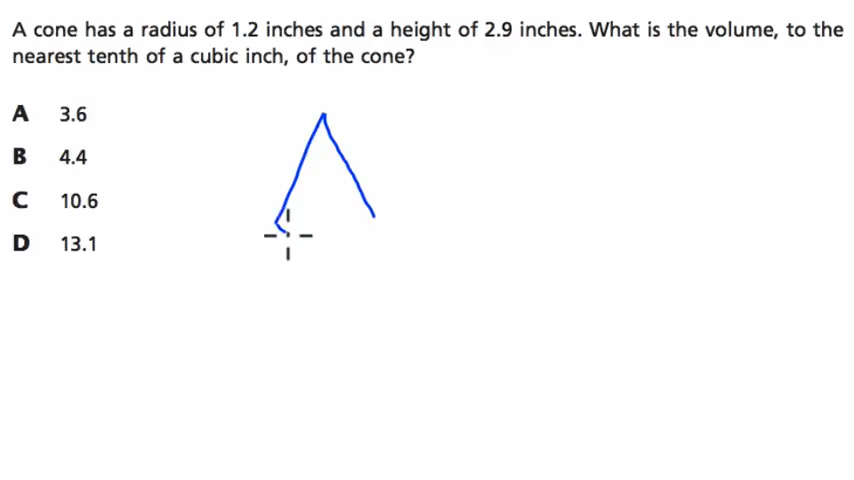 A cone has a radius of 1.2 inches and a height of 2.9 inches. What is the volume, to the
nearest tenth of a cubic inch, of the cone?
A 3.6
B 4.4
C 10.6
D 13.1